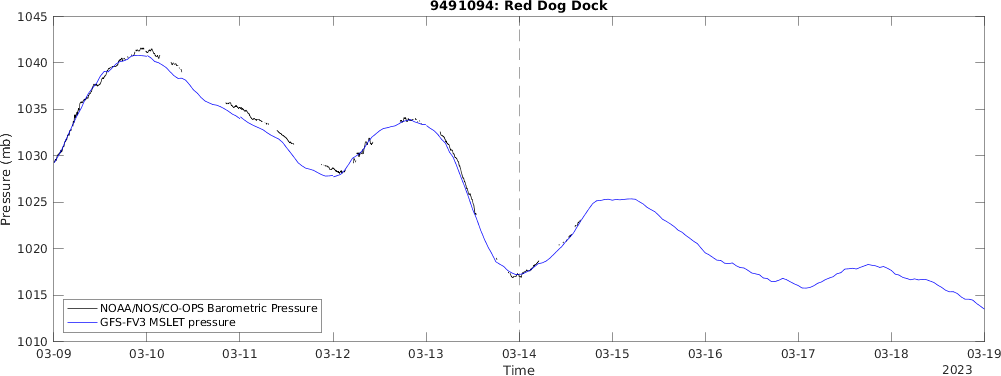 9491094: Red Dog Dock
1045
1040
1035
1030
1025
1020
1015
1010
Pressure (mb)
NOAA/NOS/CO-OPS Barometric Pressure
GFS-FV3 MSLET pressure
03-09 03-10 03-11 03-12 03-13 03-14 03-15 03-16 03-17 03-18 03-19
Time
2023